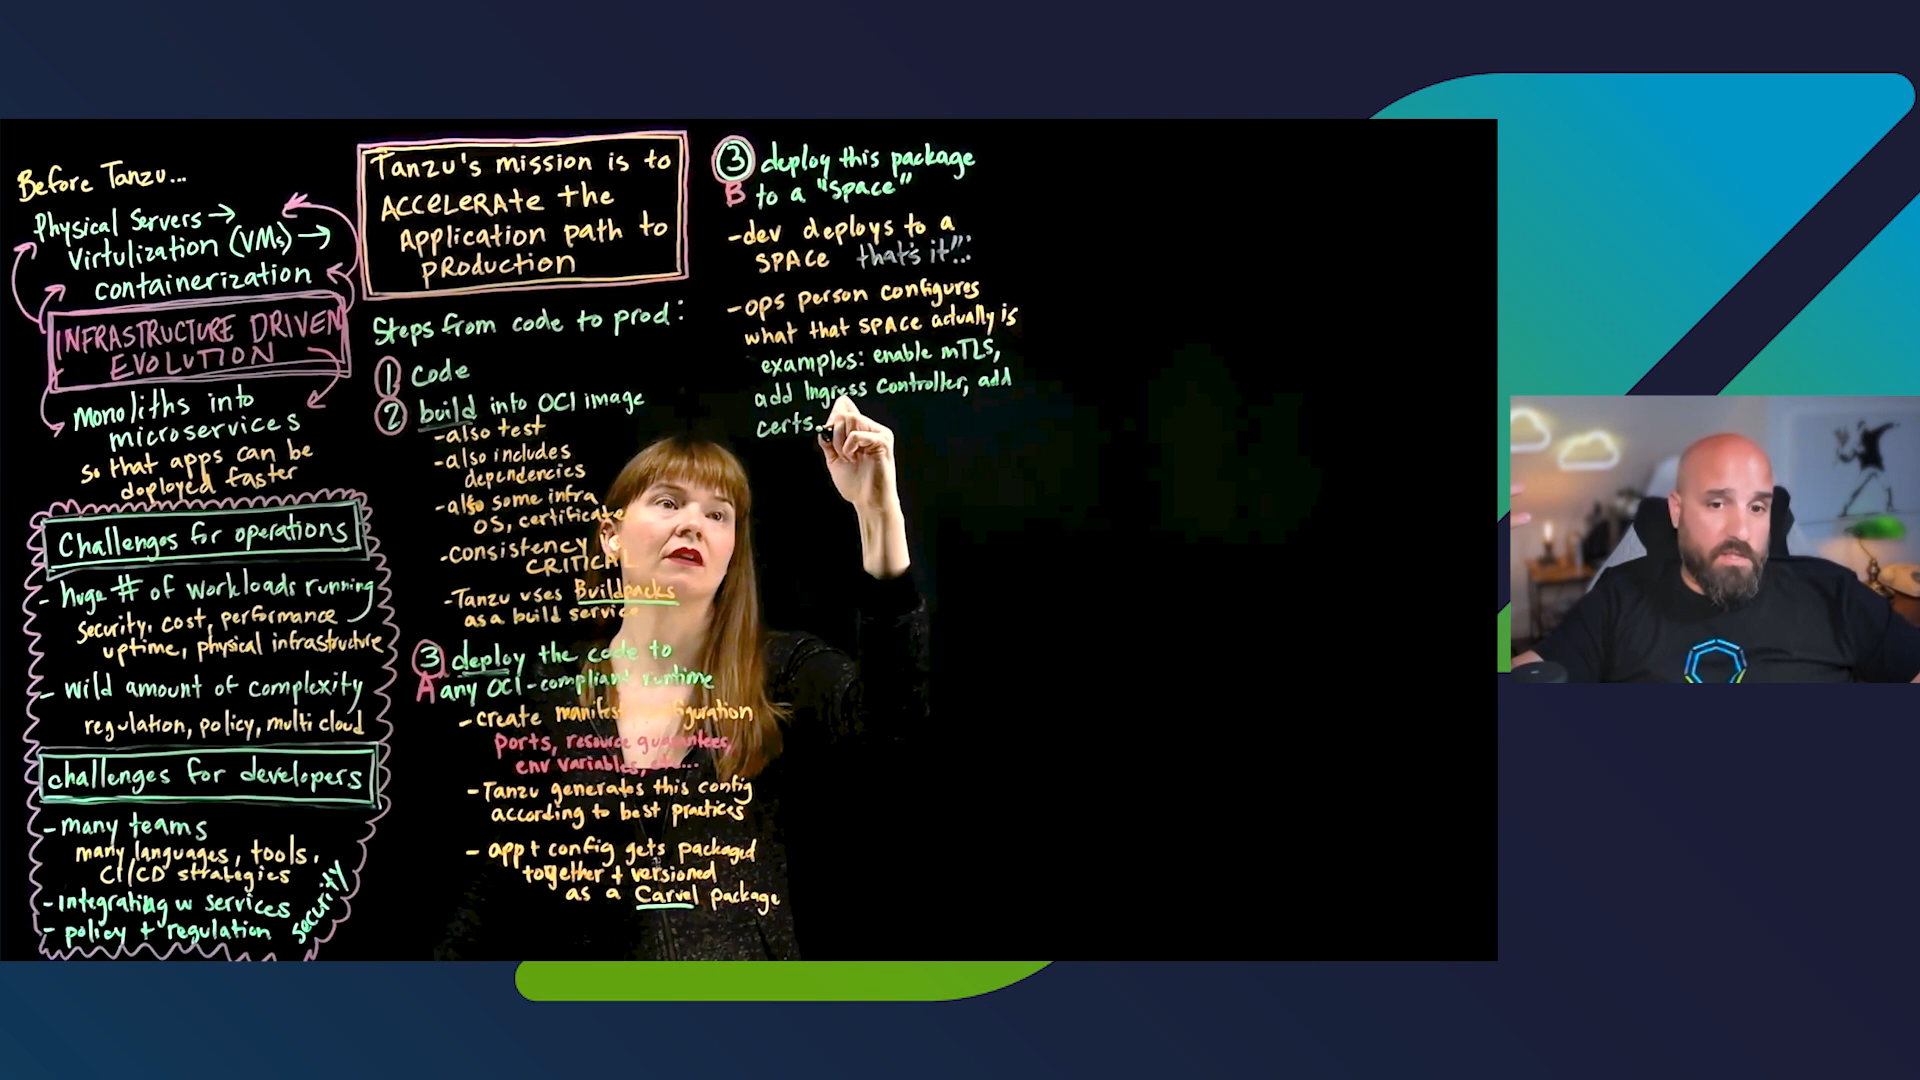 Before Tanzu...
Physical Servers →
Virtulization (VMs) →
containerization
INFRASTRUCTURE DRIVEN
EVOLUTION
Monoliths into
microservices
so that apps can be
deployed faster
Challenges for operations
- huge # of workloads running
security, cost, performance
uptime, physical infrastructure
- wild amount of complexity
regulation, policy, multi cloud
challenges for developers
- many teams
many languages, tools,
CI/CD strategies
- Integrating w services
- policy + regulation
security
Tanzu's mission is to
ACCELERATE the
Application path to
PRODUCTION
Steps from code to prod:
1 Code
2 build into OCI image
- also test
- also includes
dependencies
- also some infra
OS, certificate
- consistency
CRITICAL
- Tanzu uses Buildpacks
as a build service
3 deploy the code to
A any OCI-compliant runtime
- create manifest configuration
ports, resource guarantees,
env variables, etc...
- Tanzu generates this config
according to best practices
- app + config gets packaged
together + versioned
as a Carvel package
3 deploy this package
B to a "space"
- dev deploys to a
SPACE that's it!!
- ops person configures
what that SPACE actually is
examples: enable mTLS,
add Ingress Controller, add
certs..